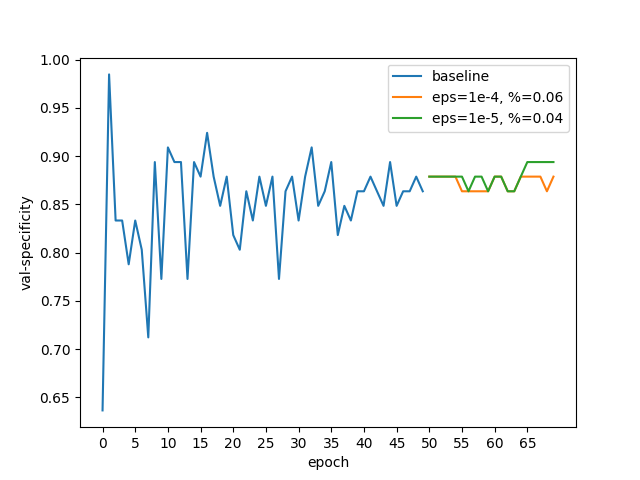 baseline
eps=1e-4, %=0.06
eps=1e-5, %=0.04
1.00
0.95
0.90
0.85
0.80
0.75
0.70
0.65
val-specificity
0 5 10 15 20 25 30 35 40 45 50 55 60 65
epoch